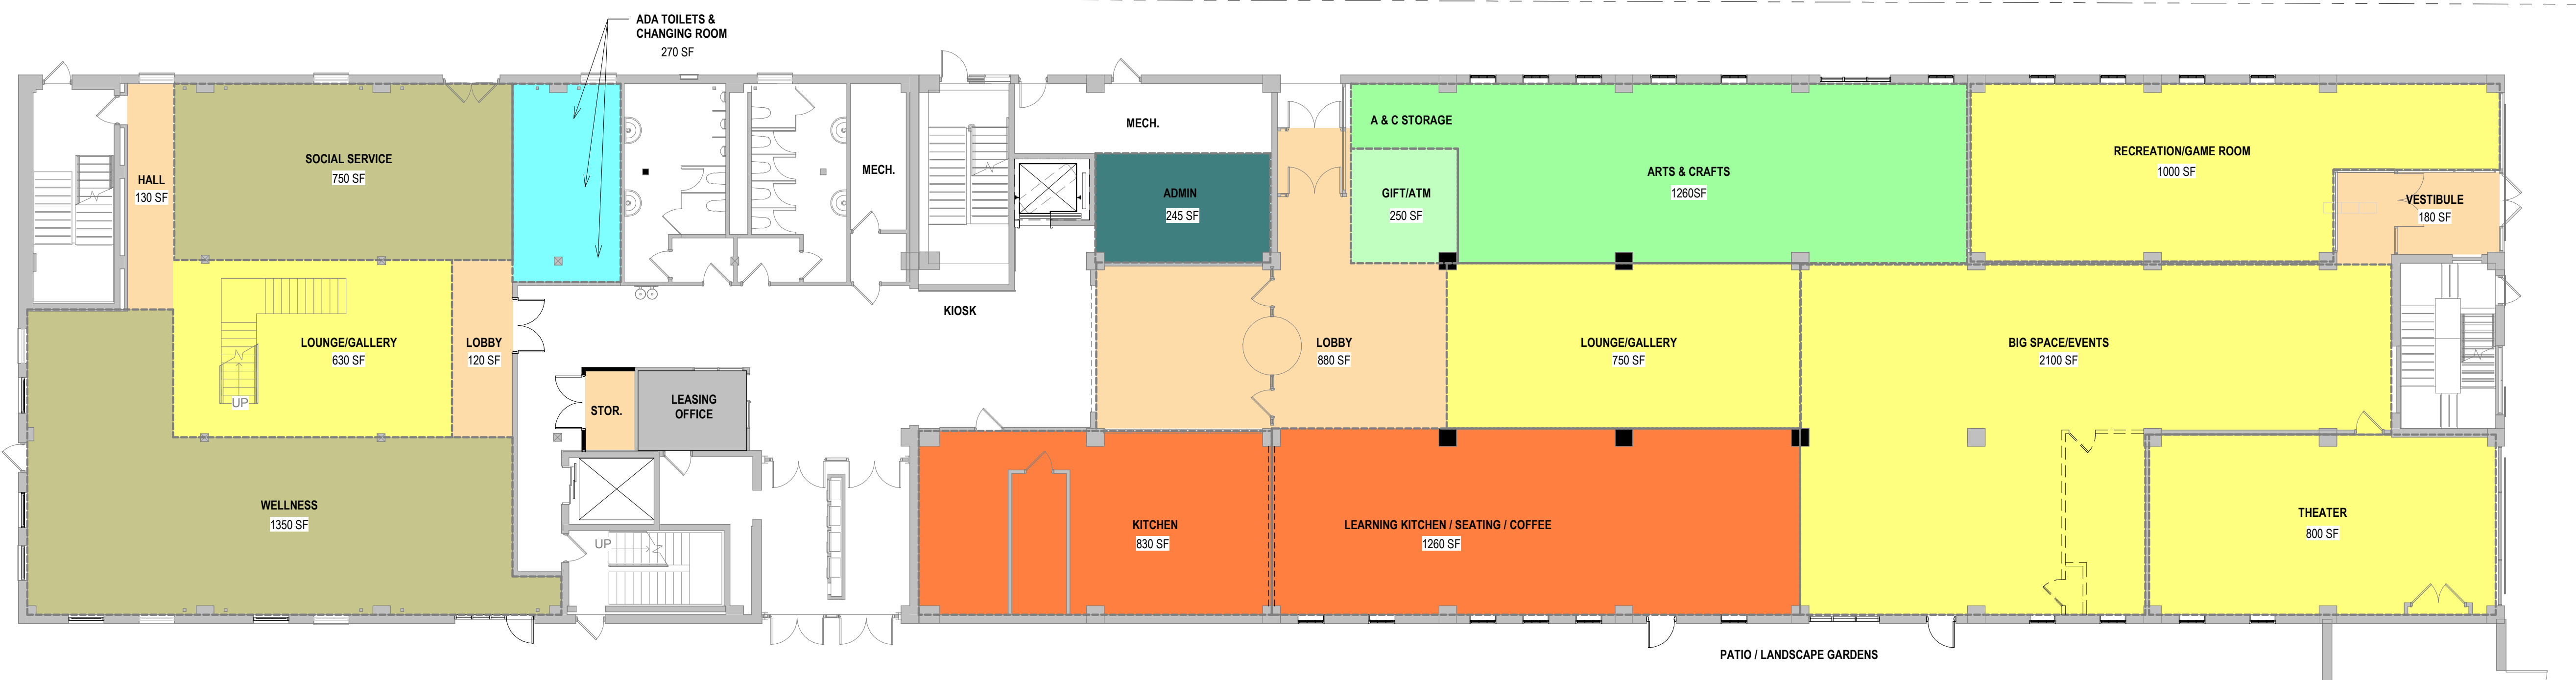 ADA TOILETS &
CHANGING ROOM
270 SF
SOCIAL SERVICE
750 SF
HALL
130 SF
MECH.
MECH.
ADMIN
245 SF
A & C STORAGE
GIFT/ATM
250 SF
ARTS & CRAFTS
1260SF
RECREATION/GAME ROOM
1000 SF
VESTIBULE
180 SF
LOUNGE/GALLERY
630 SF
UP
LOBBY
120 SF
KIOSK
LOBBY
880 SF
LOUNGE/GALLERY
750 SF
BIG SPACE/EVENTS
2100 SF
STOR.
LEASING
OFFICE
WELLNESS
1350 SF
UP
KITCHEN
830 SF
LEARNING KITCHEN / SEATING / COFFEE
1260 SF
THEATER
800 SF
PATIO / LANDSCAPE GARDENS